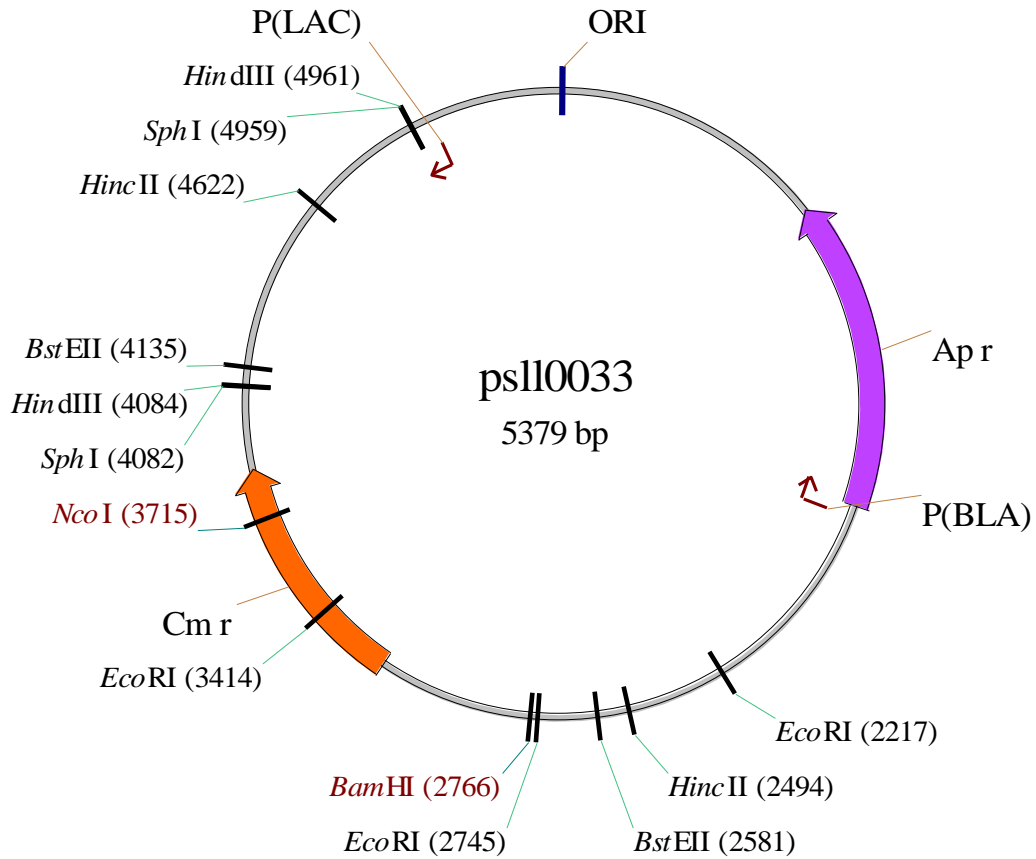 P(LAC)
ORI
HindIII (4961)
SphI (4959)
HincII (4622)
BstEII (4135)
HindIII (4084)
SphI (4082)
NcoI (3715)
Cm r
EcoRI (3414)
psll0033
5379 bp
Ap r
P(BLA)
EcoRI (2217)
BamHI (2766)
HincII (2494)
EcoRI (2745)
BstEII (2581)